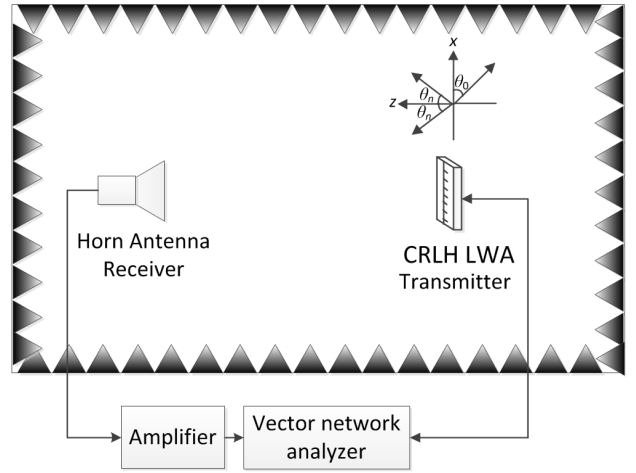 x
θ0
z
θn
θn
Horn Antenna
Receiver
CRLH LWA
Transmitter
Amplifier
Vector network
analyzer